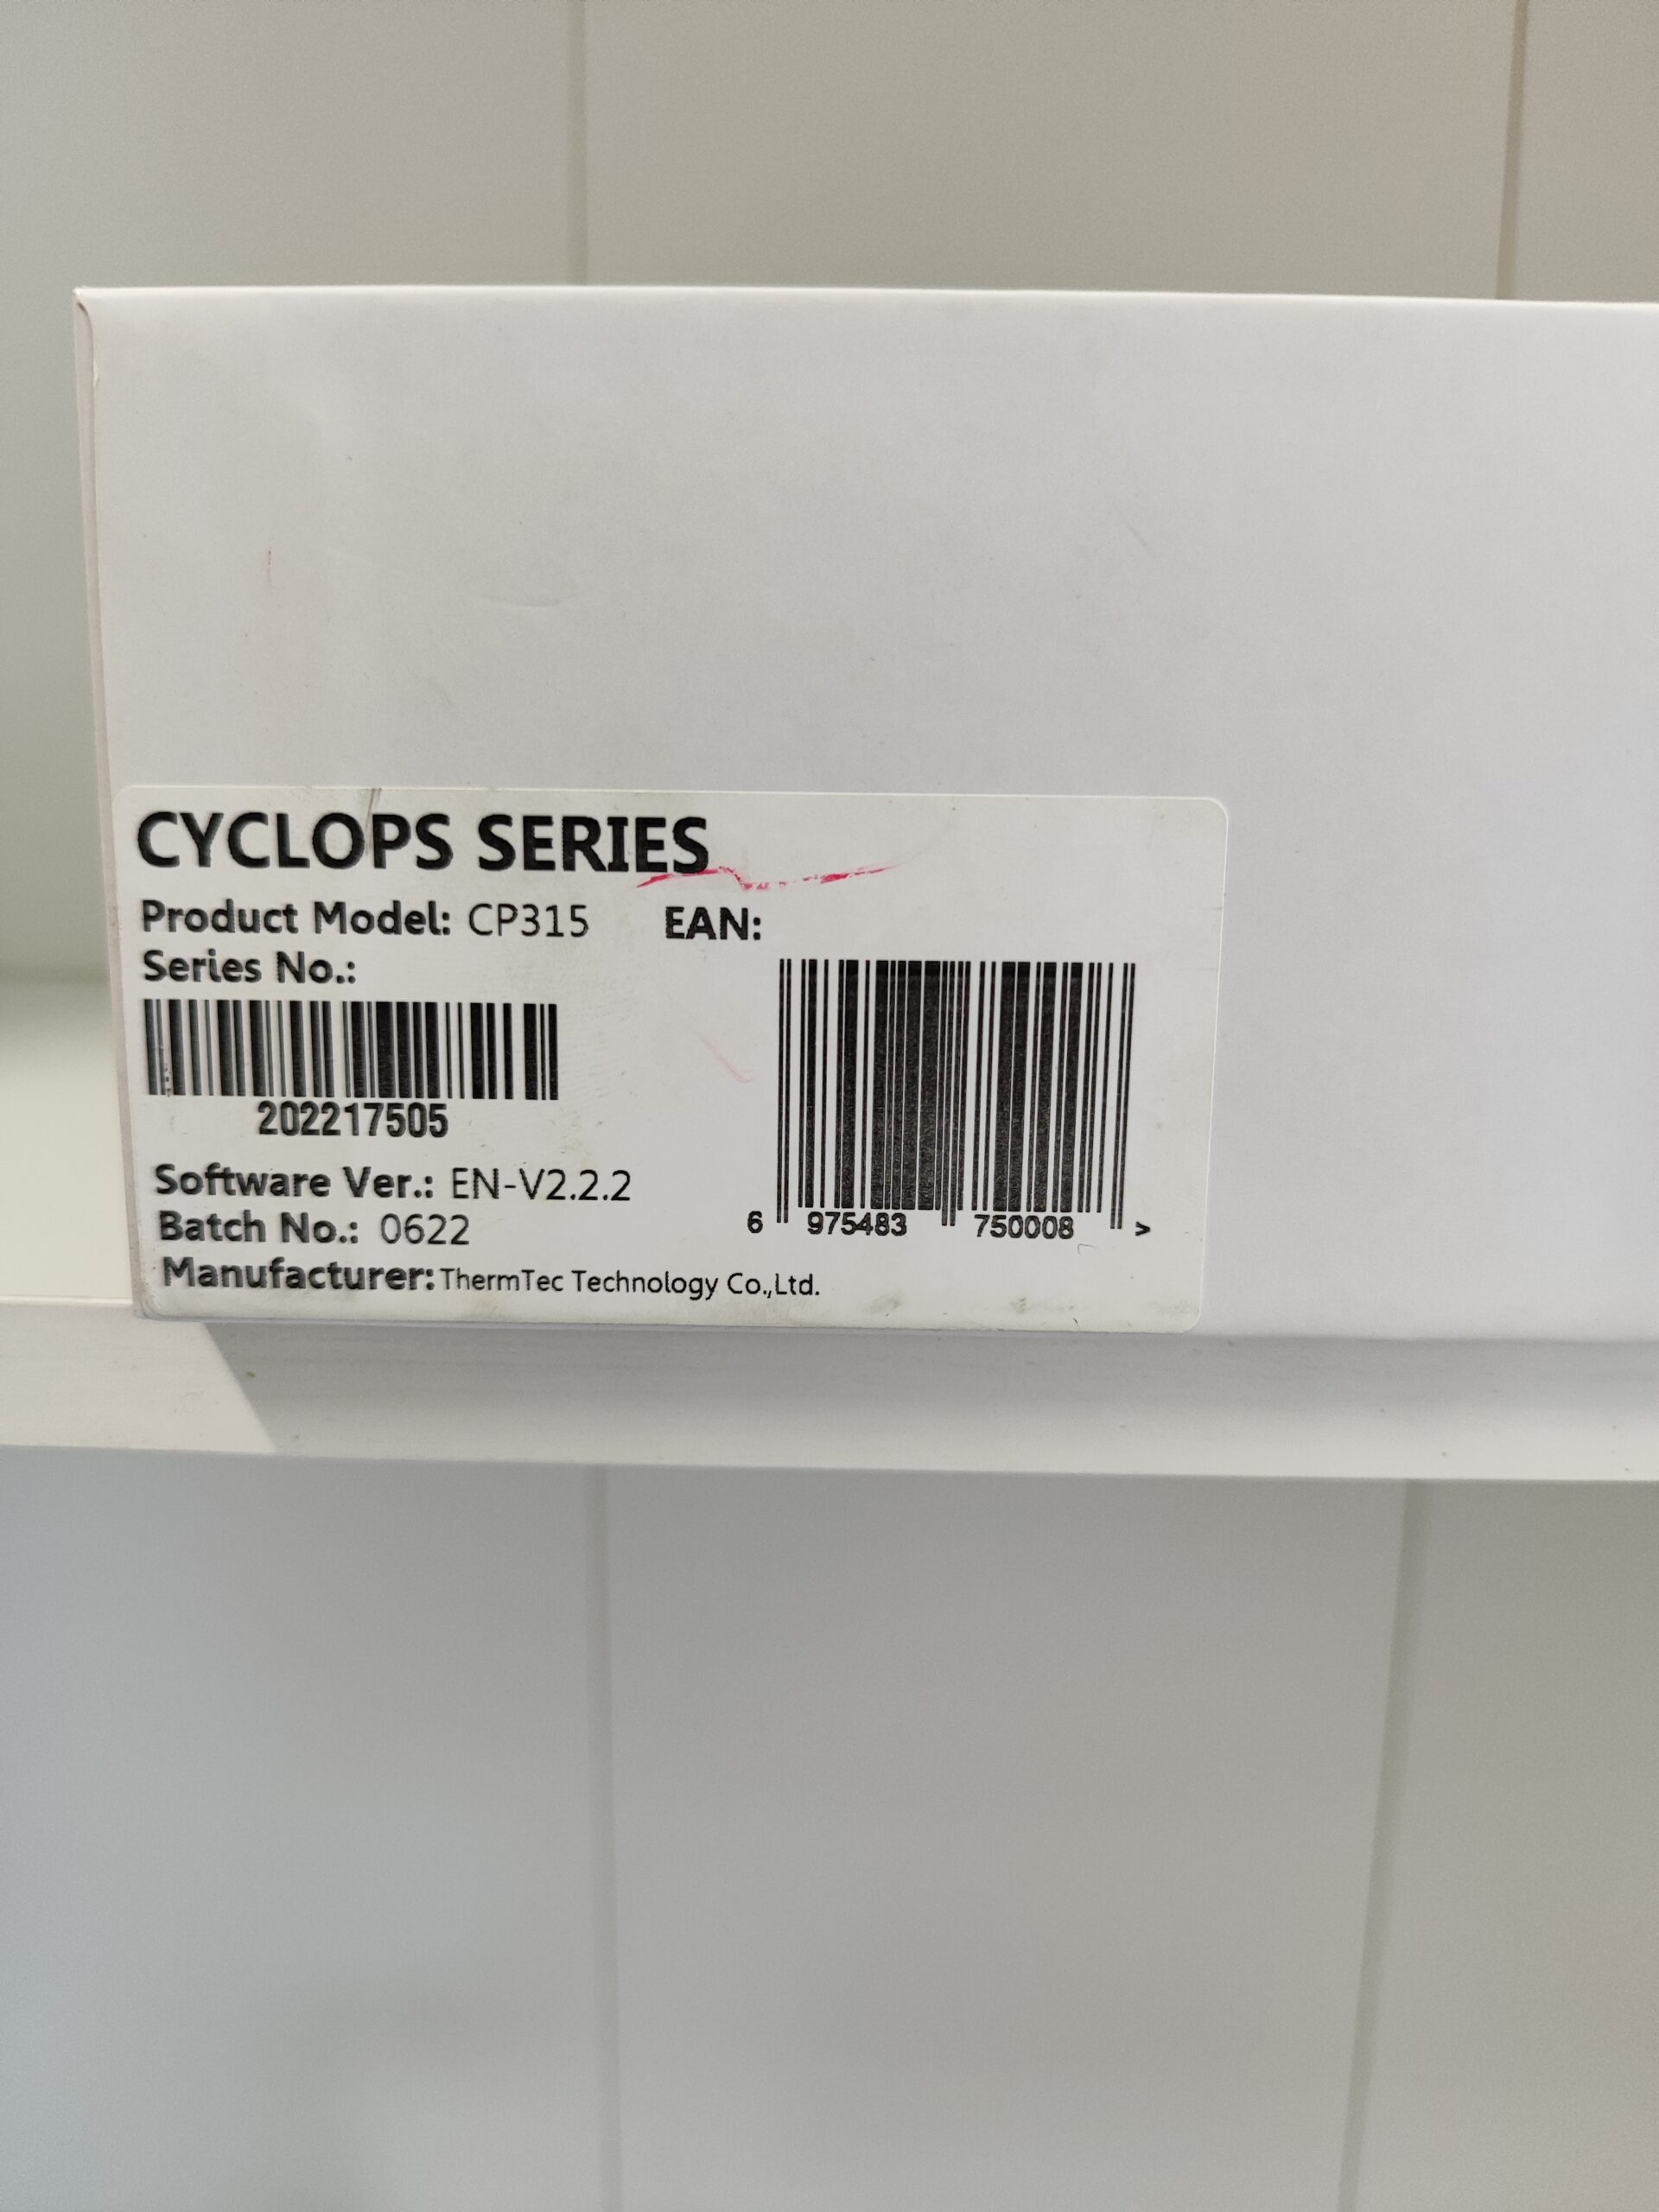 CYCLOPS SERIES
Product Model: CP315
EAN:
Series No.:
202217505
Software Ver.: EN-V2.2.2
Batch No.: 0622
Manufacturer: ThermTec Technology Co.,Ltd.
6 975483 750008 >